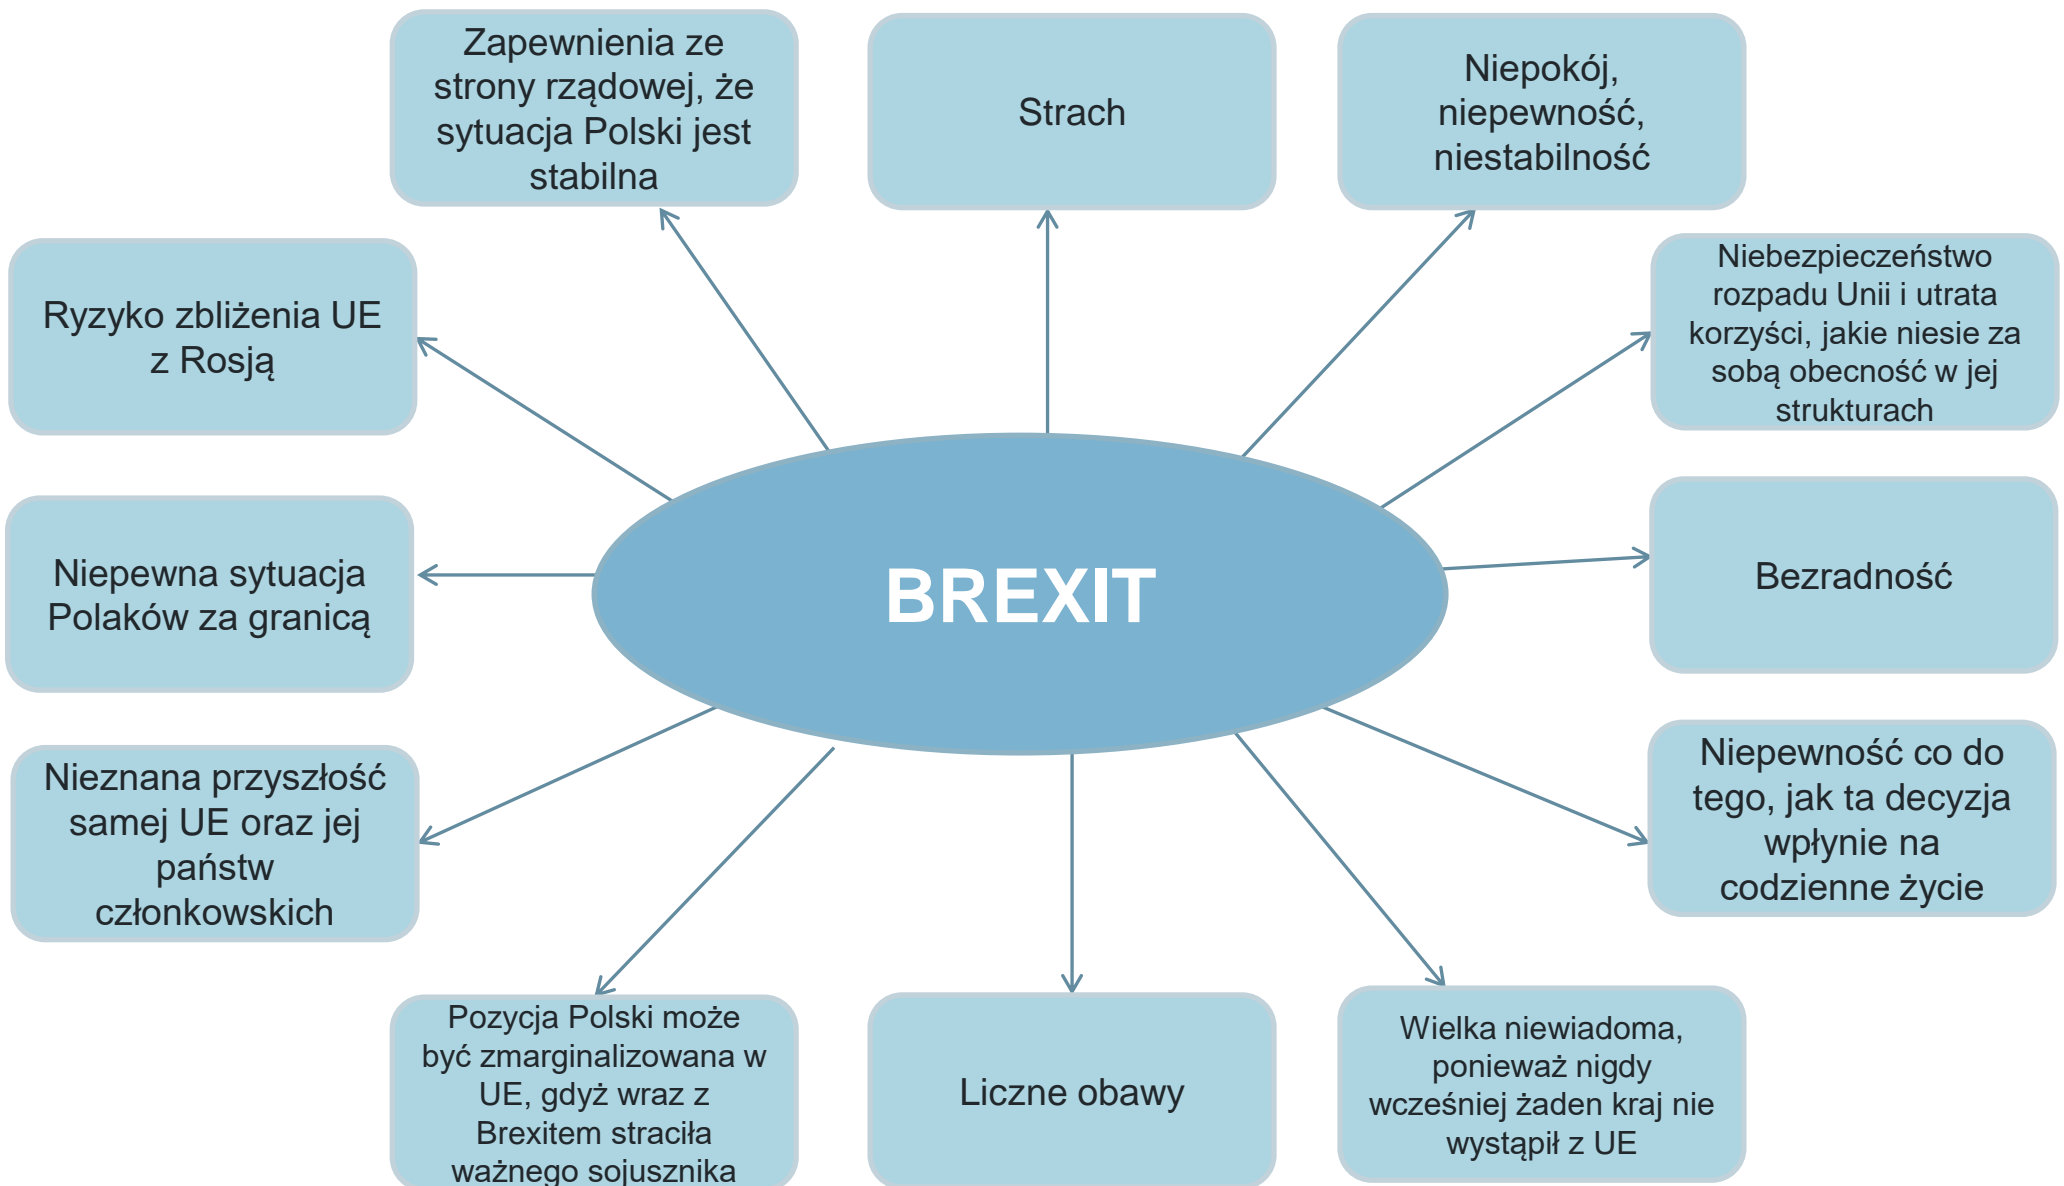 Zapewnienia ze
strony rządowej, że
sytuacja Polski jest
stabilna
Strach
Niepokój,
niepewność,
niestabilność
Ryzyko zbliżenia UE
z Rosją
Niebezpieczeństwo
rozpadu Unii i utrata
korzyści, jakie niesie za
sobą obecność w jej
strukturach
Niepewna sytuacja
Polaków za granicą
BREXIT
Bezradność
Nieznana przyszłość
samej UE oraz jej
państw
członkowskich
Niepewność co do
tego, jak ta decyzja
wpłynie na
codzienne życie
Pozycja Polski może
być zmarginalizowana w
UE, gdyż wraz z
Brexitem straciła
ważnego sojusznika
Liczne obawy
Wielka niewiadoma,
ponieważ nigdy
wcześniej żaden kraj nie
wystąpił z UE